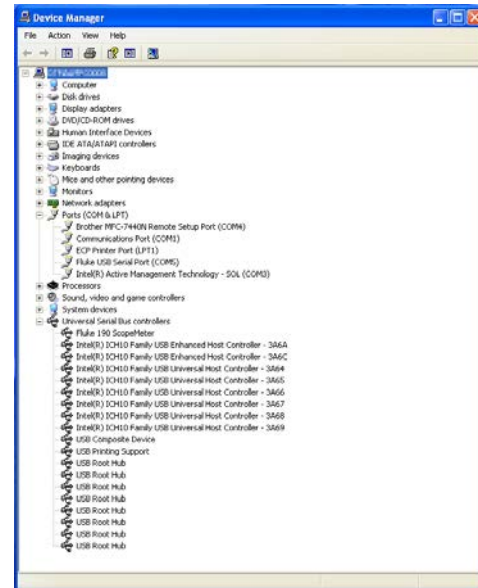 Device Manager
File Action View Help
Computer
Disk drives
Display adapters
DVD/CD-ROM drives
Human Interface Devices
IDE ATA/ATAPI controllers
Imaging devices
Keyboards
Mice and other pointing devices
Monitors
Network adapters
Ports (COM & LPT)
Brother MFC-7440N Remote Setup Port (COM4)
Communications Port (COM1)
ECP Printer Port (LPT1)
Fluke USB Serial Port (COM5)
Intel(R) Active Management Technology - SOL (COM3)
Processors
Sound, video and game controllers
System devices
Universal Serial Bus controllers
Fluke 190 ScopeMeter
Intel(R) ICH10 Family USB Enhanced Host Controller - 3A6A
Intel(R) ICH10 Family USB Enhanced Host Controller - 3A6C
Intel(R) ICH10 Family USB Universal Host Controller - 3A64
Intel(R) ICH10 Family USB Universal Host Controller - 3A65
Intel(R) ICH10 Family USB Universal Host Controller - 3A66
Intel(R) ICH10 Family USB Universal Host Controller - 3A67
Intel(R) ICH10 Family USB Universal Host Controller - 3A68
Intel(R) ICH10 Family USB Universal Host Controller - 3A69
USB Composite Device
USB Printing Support
USB Root Hub
USB Root Hub
USB Root Hub
USB Root Hub
USB Root Hub
USB Root Hub
USB Root Hub
USB Root Hub